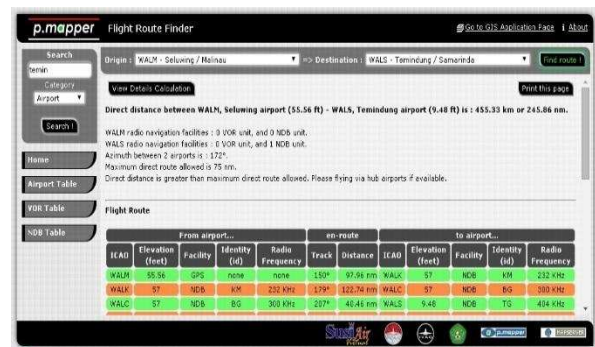 p.mapper
Flight Route Finder
Go to GIS Application Page | About
Search
temin
Category
Airport
Search !
Home
Airport Table
VOR Table
NDB Table
Origin : WALM - Seluwing / Malinau => Destination : WALS - Temindung / Samarinda Find route !
View Details Calculation Print this page
Direct distance between WALM, Seluwing airport (55.56 ft) - WALS, Temindung airport (9.48 ft) is : 455.33 km or 245.86 nm.
WALM radio navigation facilities : 0 VOR unit, and 0 NDB unit.
WALS radio navigation facilities : 0 VOR unit, and 1 NDB unit.
Azimuth between 2 airports is : 172°.
Maximum direct route allowed is 75 nm.
Direct distance is greater than maximum direct route allowed. Please flying via hub airports if available.
Flight Route
From airport... en-route to airport...
ICAO Elevation (feet) Facility Identity (id) Radio Frequency Track Distance ICAO Elevation (feet) Facility Identity (id) Radio Frequency
WALM 55.56 GPS none none 150° 97.96 nm WALK 57 NDB KM 232 KHz
WALK 57 NDB KM 232 KHz 179° 122.74 nm WALC 57 NDB BG 300 KHz
WALC 57 NDB BG 300 KHz 207° 40.46 nm WALS 9.48 NDB TG 404 KHz
Susi Air
p.mapper